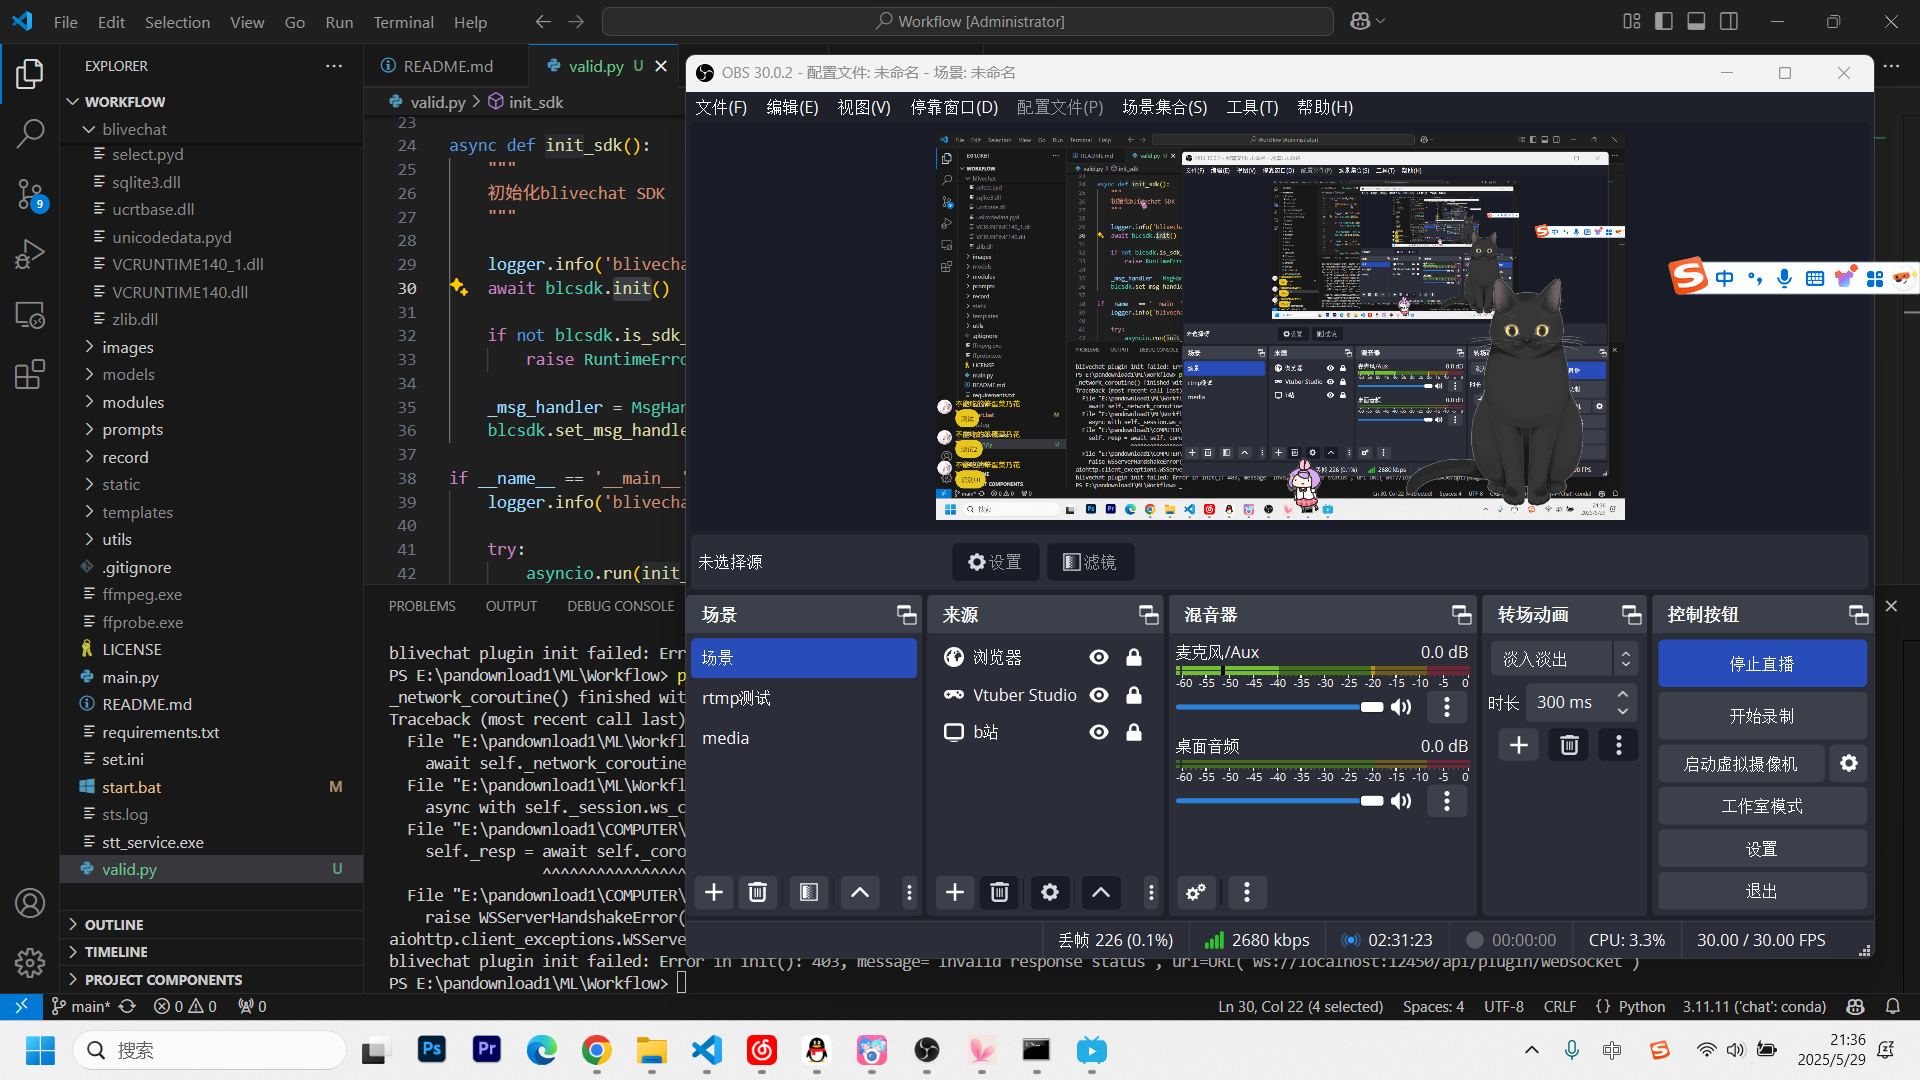 File Edit Selection View Go Run Terminal Help
Workflow [Administrator]
EXPLORER
WORKFLOW
blivechat
select.pyd
sqlite3.dll
ucrtbase.dll
unicodedata.pyd
VCRUNTIME140_1.dll
VCRUNTIME140.dll
zlib.dll
images
models
modules
prompts
record
static
templates
utils
.gitignore
ffmpeg.exe
ffprobe.exe
LICENSE
main.py
README.md
requirements.txt
set.ini
start.bat M
sts.log
stt_service.exe
valid.py U
OUTLINE
TIMELINE
PROJECT COMPONENTS
9
README.md
valid.py U
valid.py > init_sdk
23
24 async def init_sdk():
25 """
26 初始化blivechat SDK
27 """
28
29 logger.info('blivecha
30 await blcsdk.init()
31
32 if not blcsdk.is_sdk_
33 raise RuntimeErro
34
35 _msg_handler = MsgHan
36 blcsdk.set_msg_handle
37
38 if __name__ == '__main__'
39 logger.info('blivecha
40
41 try:
42 asyncio.run(init_
PROBLEMS OUTPUT DEBUG CONSOLE
blivechat plugin init failed: Err
PS E:\pandownload1\ML\Workflow> p
_network_coroutine() finished wit
Traceback (most recent call last)
File "E:\pandownload1\ML\Workfl
await self._network_coroutine
File "E:\pandownload1\ML\Workfl
async with self._session.ws_c
File "E:\pandownload1\COMPUTER\
self._resp = await self._coro
^^^^^^^^^^^^^^^^
File "E:\pandownload1\COMPUTER\
raise WSServerHandshakeError(
aiohttp.client_exceptions.WSServe
blivechat plugin init failed: Error in init(): 403, message='Invalid response status', url=URL('ws://localhost:12450/api/plugin/websocket')
PS E:\pandownload1\ML\Workflow>
OBS 30.0.2 - 配置文件: 未命名 - 场景: 未命名
文件(F) 编辑(E) 视图(V) 停靠窗口(D) 配置文件(P) 场景集合(S) 工具(T) 帮助(H)
中
未选择源
设置
滤镜
场景
场景
rtmp测试
media
来源
浏览器
Vtuber Studio
b站
混音器
麦克风/Aux 0.0 dB
-60 -55 -50 -45 -40 -35 -30 -25 -20 -15 -10 -5 0
桌面音频 0.0 dB
-60 -55 -50 -45 -40 -35 -30 -25 -20 -15 -10 -5 0
转场动画
淡入淡出
时长 300 ms
控制按钮
停止直播
开始录制
启动虚拟摄像机
工作室模式
设置
退出
丢帧 226 (0.1%) 2680 kbps 02:31:23 00:00:00 CPU: 3.3% 30.00 / 30.00 FPS
main* 0 0 0
Ln 30, Col 22 (4 selected) Spaces: 4 UTF-8 CRLF {} Python 3.11.11 ('chat': conda)
搜索
Ps
Pr
中
21:36
2025/5/29